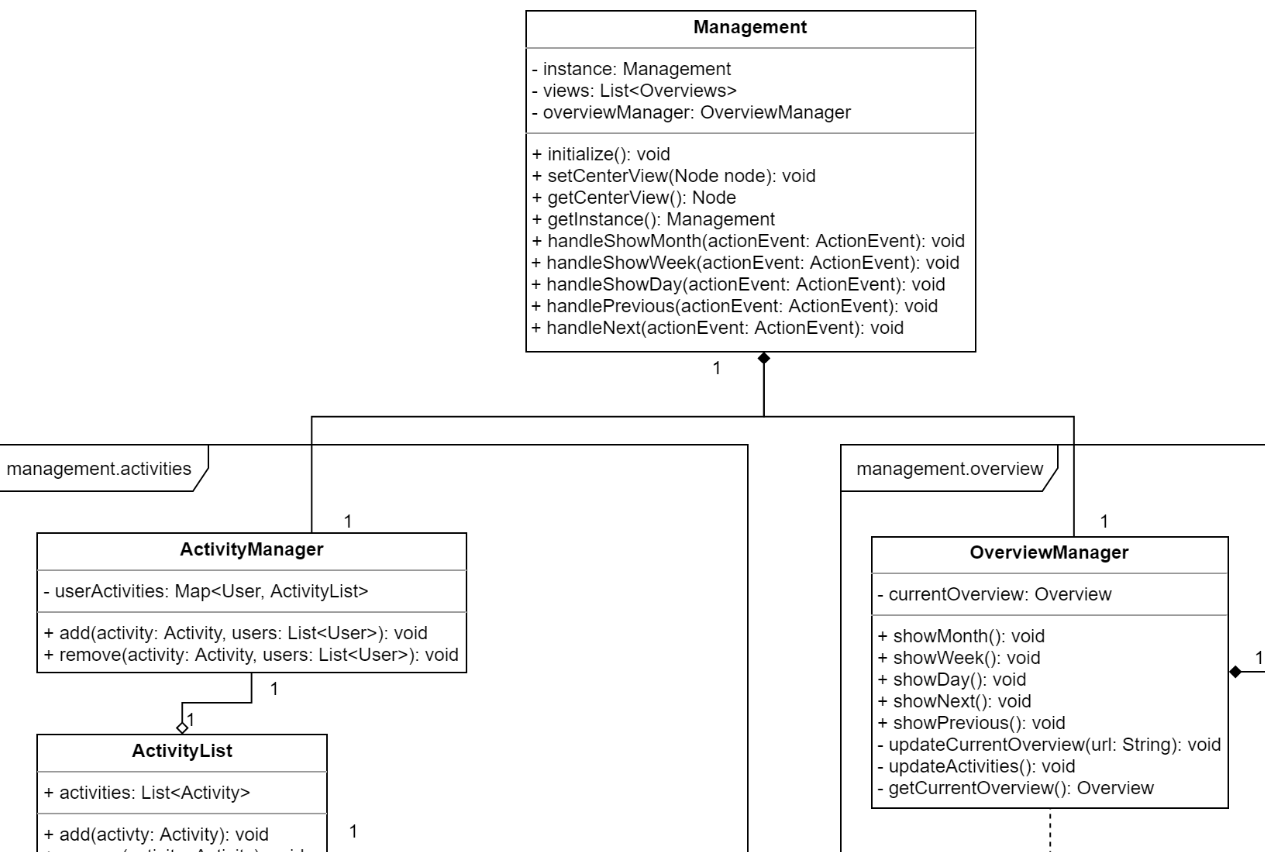 Management
- instance: Management
- views: List<Overviews>
- overviewManager: OverviewManager
+ initialize(): void
+ setCenterView(Node node): void
+ getCenterView(): Node
+ getInstance(): Management
+ handleShowMonth(actionEvent: ActionEvent): void
+ handleShowWeek(actionEvent: ActionEvent): void
+ handleShowDay(actionEvent: ActionEvent): void
+ handlePrevious(actionEvent: ActionEvent): void
+ handleNext(actionEvent: ActionEvent): void
1
management.activities
1
ActivityManager
- userActivities: Map<User, ActivityList>
+ add(activity: Activity, users: List<User>): void
+ remove(activity: Activity, users: List<User>): void
1
1
ActivityList
+ activities: List<Activity>
+ add(activty: Activity): void
1
management.overview
1
OverviewManager
- currentOverview: Overview
+ showMonth(): void
+ showWeek(): void
+ showDay(): void
+ showNext(): void
+ showPrevious(): void
- updateCurrentOverview(url: String): void
- updateActivities(): void
- getCurrentOverview(): Overview
1